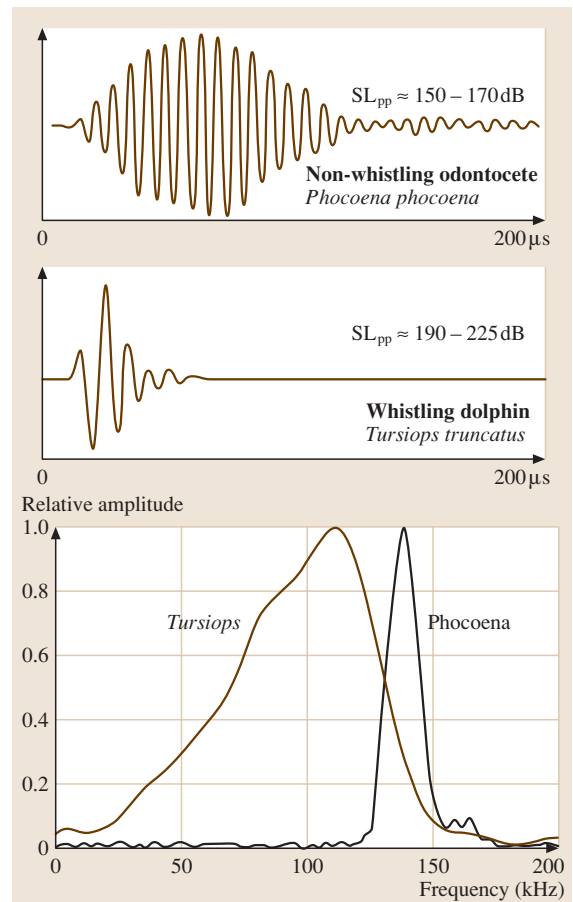 SLpp ≈ 150 – 170 dB
Non-whistling odontocete
Phocoena phocoena
0 200 μs
SLpp ≈ 190 – 225 dB
Whistling dolphin
Tursiops truncatus
0 200 μs
Relative amplitude
1.0
0.8
Tursiops Phocoena
0.6
0.4
0.2
0
0 50 100 150 200
Frequency (kHz)